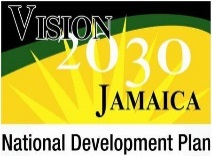 VISION
2030
JAMAICA
National Development Plan